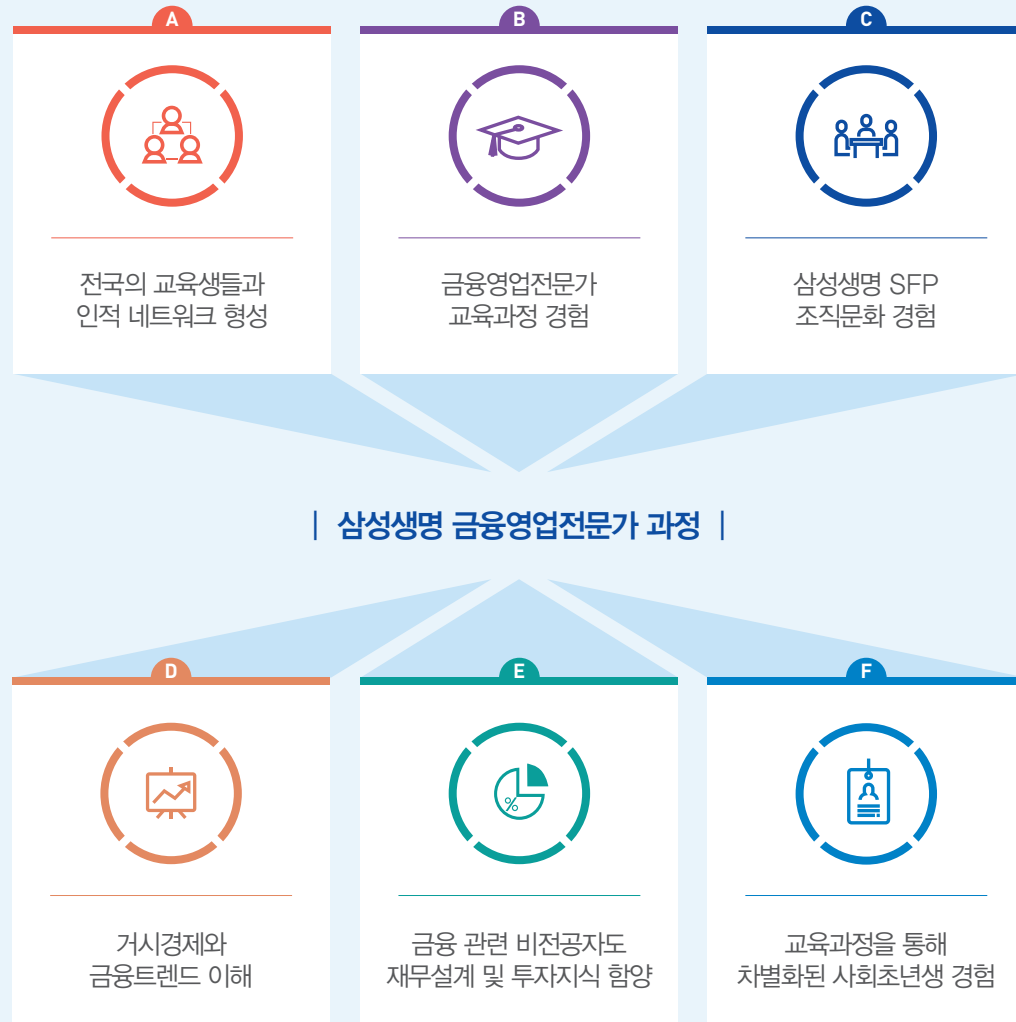 A
B
C
전국의 교육생들과
인적 네트워크 형성
금융영업전문가
교육과정 경험
삼성생명 SFP
조직문화 경험
| 삼성생명 금융영업전문가 과정 |
D
E
F
%
거시경제와
금융트렌드 이해
금융 관련 비전공자도
재무설계 및 투자지식 함양
교육과정을 통해
차별화된 사회초년생 경험